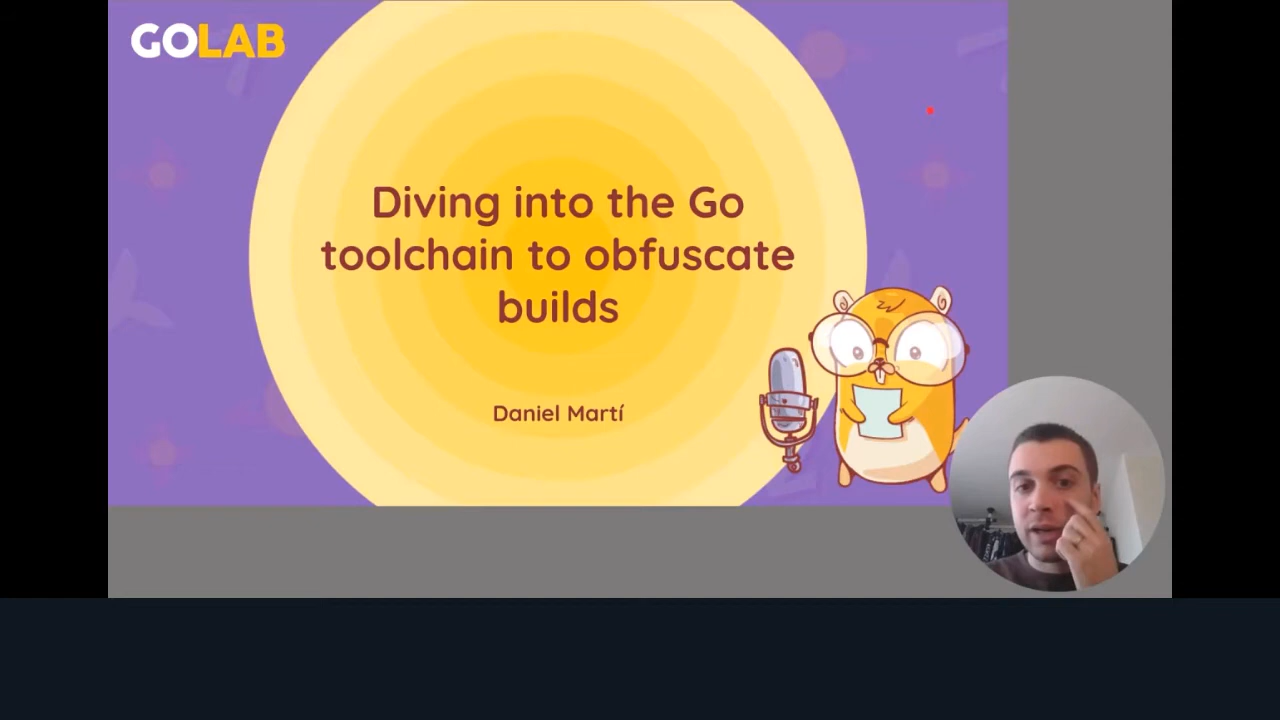 GOLAB
Diving into the Go
toolchain to obfuscate
builds
Daniel Martí